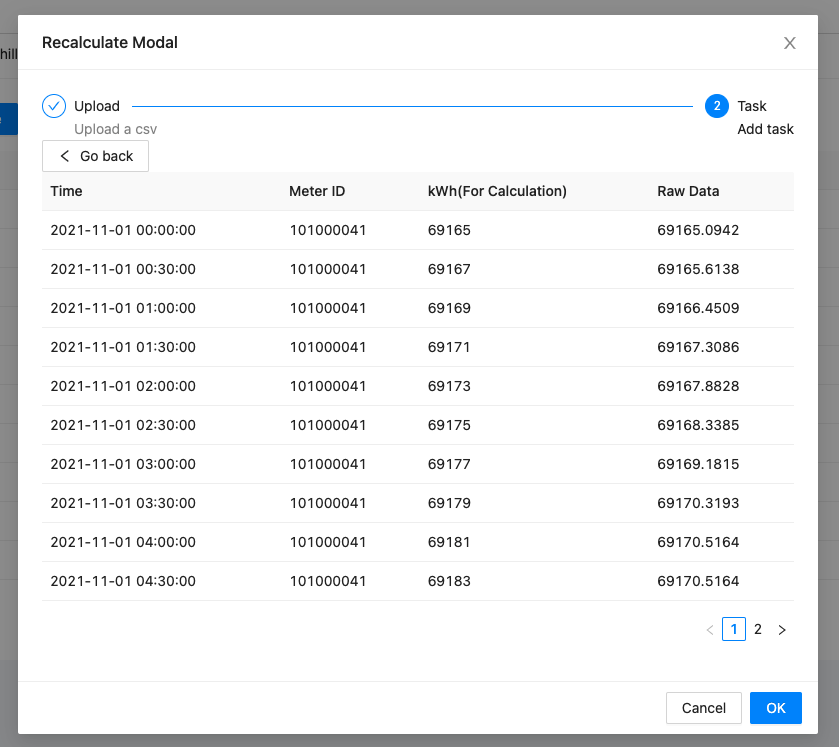 Recalculate Modal
hill
Upload
2 Task
Upload a csv
Add task
Go back
Time Meter ID kWh(For Calculation) Raw Data
2021-11-01 00:00:00 101000041 69165 69165.0942
2021-11-01 00:30:00 101000041 69167 69165.6138
2021-11-01 01:00:00 101000041 69169 69166.4509
2021-11-01 01:30:00 101000041 69171 69167.3086
2021-11-01 02:00:00 101000041 69173 69167.8828
2021-11-01 02:30:00 101000041 69175 69168.3385
2021-11-01 03:00:00 101000041 69177 69169.1815
2021-11-01 03:30:00 101000041 69179 69170.3193
2021-11-01 04:00:00 101000041 69181 69170.5164
2021-11-01 04:30:00 101000041 69183 69170.5164
1 2
Cancel OK